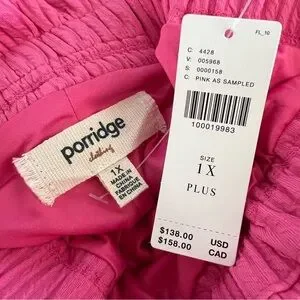 FL_10
C: 4428
V: 005968
S: 0000158
C: PINK AS SAMPLED
100019983
SIZE
1X
PLUS
$138.00 USD
$158.00 CAD
porridge
clothing
1X
MADE IN
CHINA
FABRIQUÉ
EN CHINE